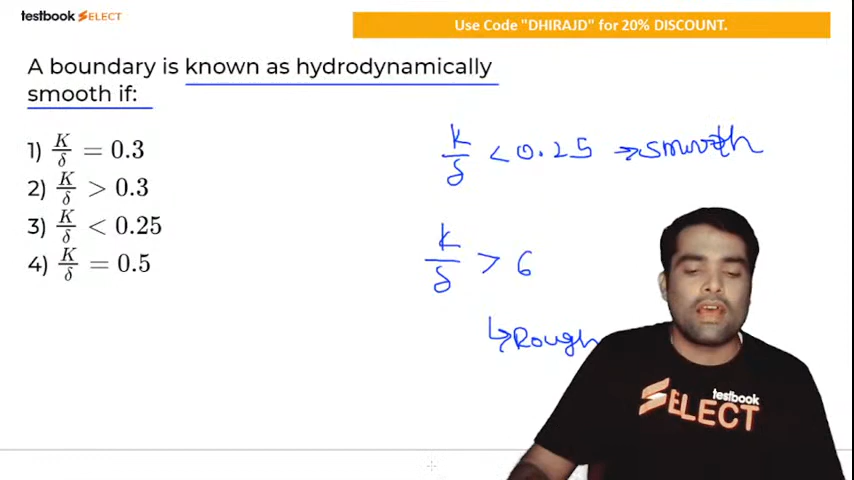 testbook SELECT
Use Code "DHIRAJD" for 20% DISCOUNT.
A boundary is known as hydrodynamically
smooth if:
1) K/δ = 0.3
2) K/δ > 0.3
3) K/δ < 0.25
4) K/δ = 0.5
k/δ < 0.25 → smooth
k/δ > 6
↳ Rough
testbook
SELECT